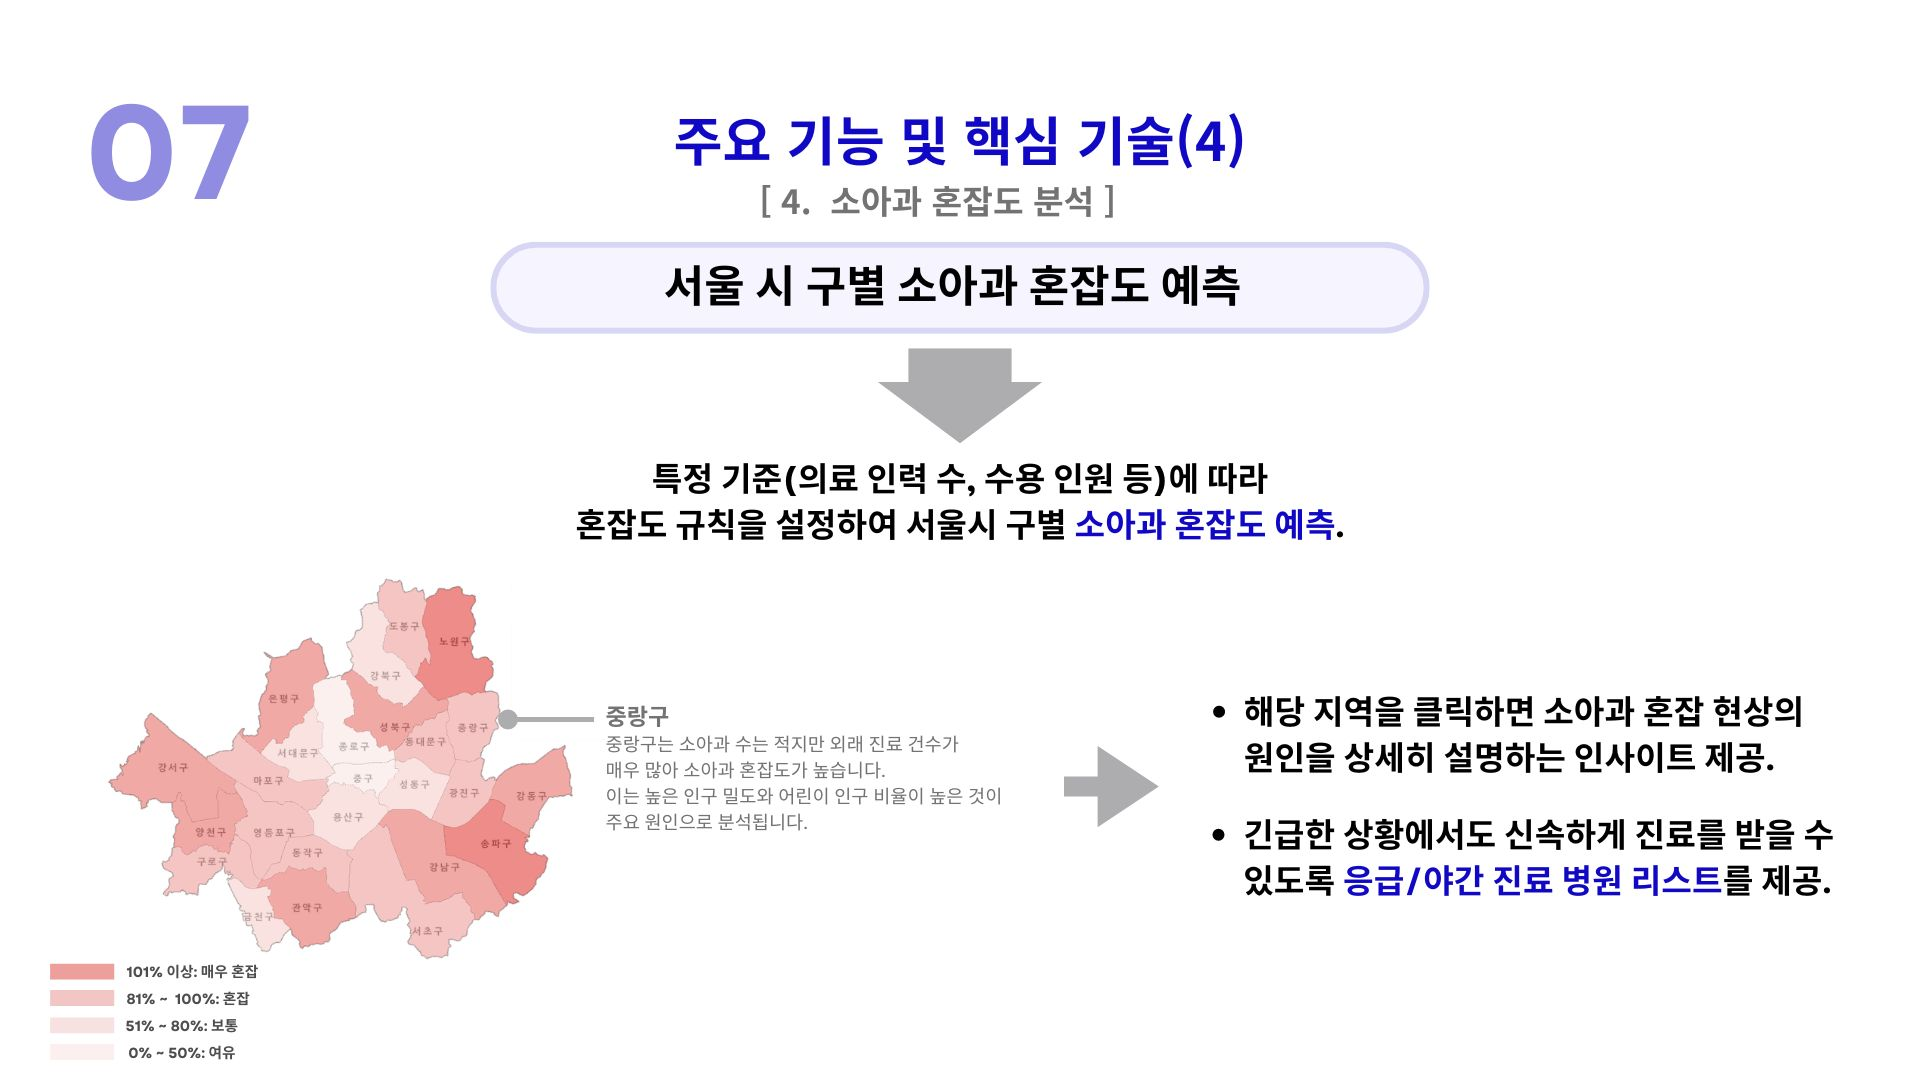 07
주요 기능 및 핵심 기술(4)
[ 4. 소아과 혼잡도 분석 ]
서울 시 구별 소아과 혼잡도 예측
특정 기준(의료 인력 수, 수용 인원 등)에 따라
혼잡도 규칙을 설정하여 서울시 구별 소아과 혼잡도 예측.
도봉구
노원구
강북구
은평구
성북구
중랑구
동대문구
종로구
서대문구
강서구
중구
마포구
성동구
광진구
강동구
용산구
양천구
영등포구
송파구
동작구
구로구
강남구
관악구
금천구
서초구
중랑구
중랑구는 소아과 수는 적지만 외래 진료 건수가
매우 많아 소아과 혼잡도가 높습니다.
이는 높은 인구 밀도와 어린이 인구 비율이 높은 것이
주요 원인으로 분석됩니다.
• 해당 지역을 클릭하면 소아과 혼잡 현상의
원인을 상세히 설명하는 인사이트 제공.
• 긴급한 상황에서도 신속하게 진료를 받을 수
있도록 응급/야간 진료 병원 리스트를 제공.
101% 이상: 매우 혼잡
81% ~ 100%: 혼잡
51% ~ 80%: 보통
0% ~ 50%: 여유